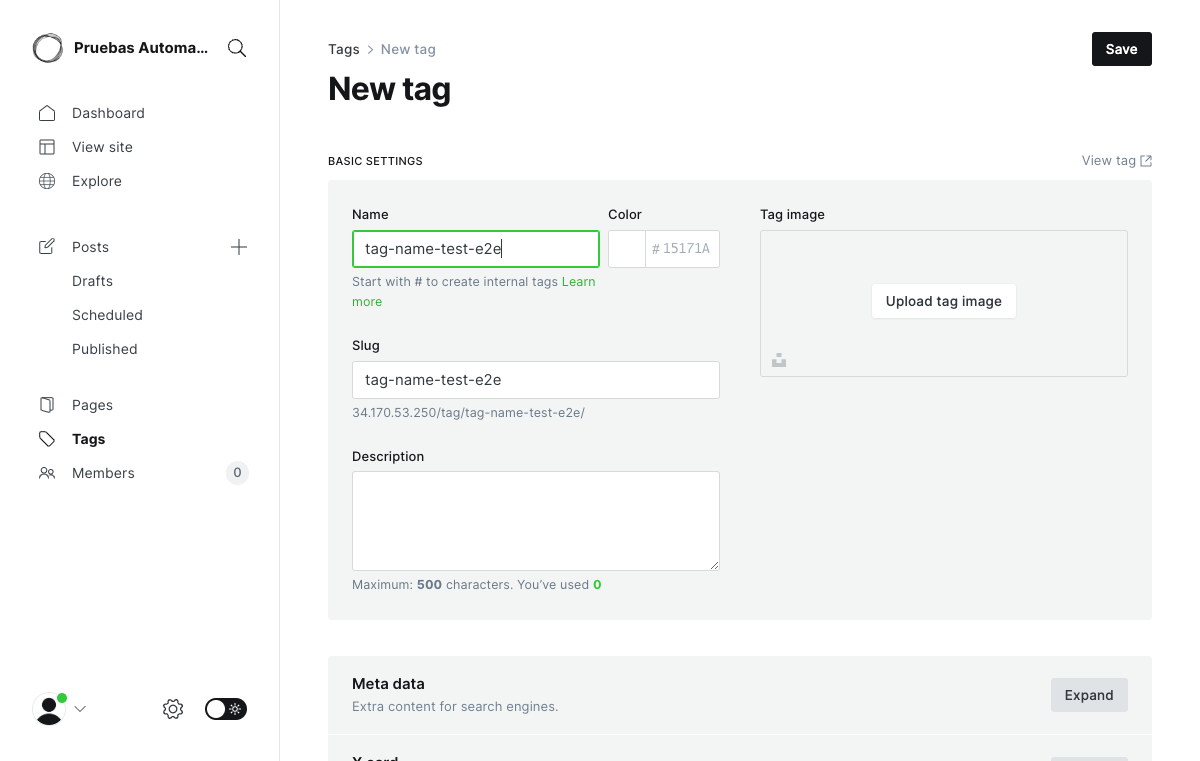 Pruebas Automa...
Dashboard
View site
Explore
Posts
Drafts
Scheduled
Published
Pages
Tags
Members
0
Tags > New tag
Save
New tag
BASIC SETTINGS
View tag
Name
tag-name-test-e2e
Start with # to create internal tags Learn
more
Color
# 15171A
Slug
tag-name-test-e2e
34.170.53.250/tag/tag-name-test-e2e/
Description
Maximum: 500 characters. You’ve used 0
Tag image
Upload tag image
Meta data
Extra content for search engines.
Expand
X card